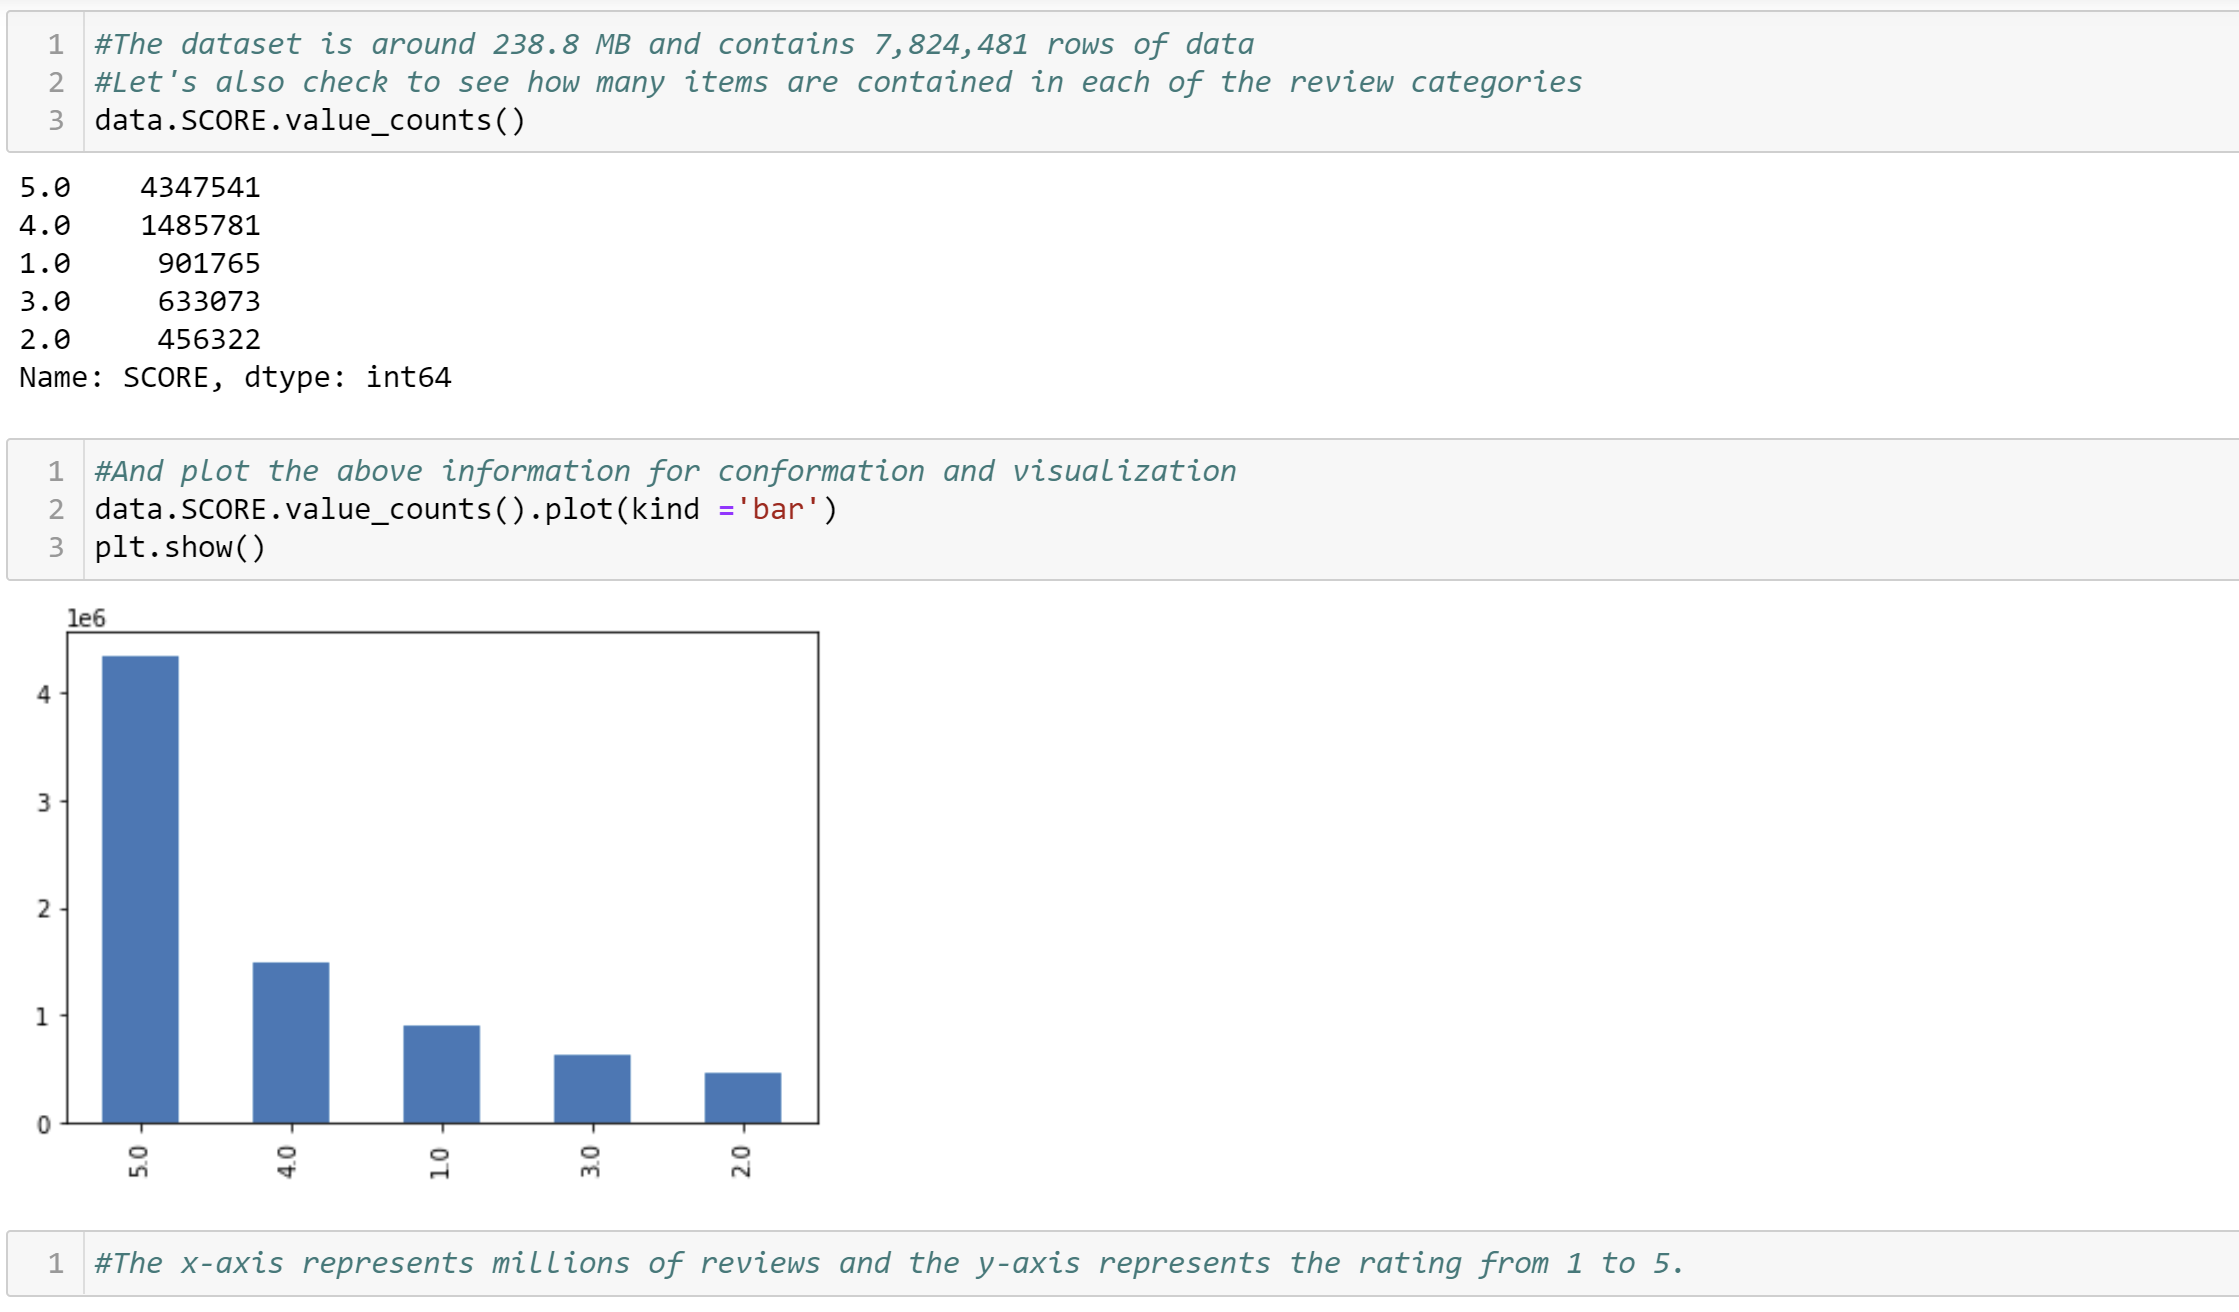 1 #The dataset is around 238.8 MB and contains 7,824,481 rows of data
2 #Let's also check to see how many items are contained in each of the review categories
3 data.SCORE.value_counts()
5.0 4347541
4.0 1485781
1.0 901765
3.0 633073
2.0 456322
Name: SCORE, dtype: int64
1 #And plot the above information for conformation and visualization
2 data.SCORE.value_counts().plot(kind ='bar')
3 plt.show()
1e6
4
3
2
1
0
5.0 4.0 1.0 3.0 2.0
1 #The x-axis represents millions of reviews and the y-axis represents the rating from 1 to 5.